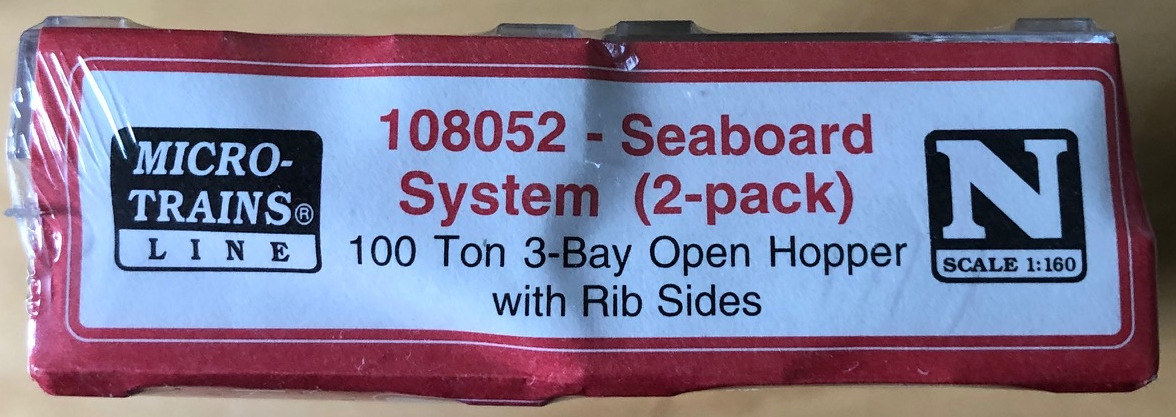 MICRO-
TRAINS®
LINE
108052 - Seaboard
System (2-pack)
100 Ton 3-Bay Open Hopper
with Rib Sides
N
SCALE 1:160